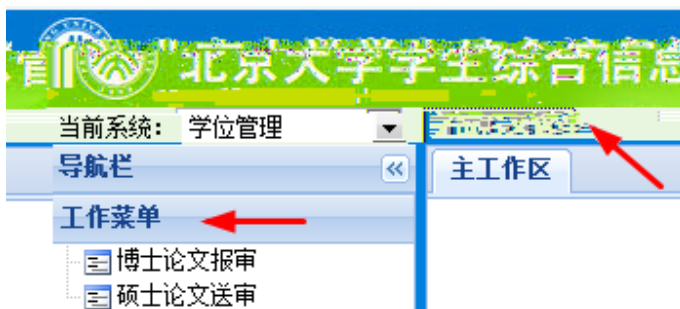 北京大学学生综合信息
当前系统： 学位管理
导航栏
主工作区
工作菜单
博士论文报审
硕士论文送审